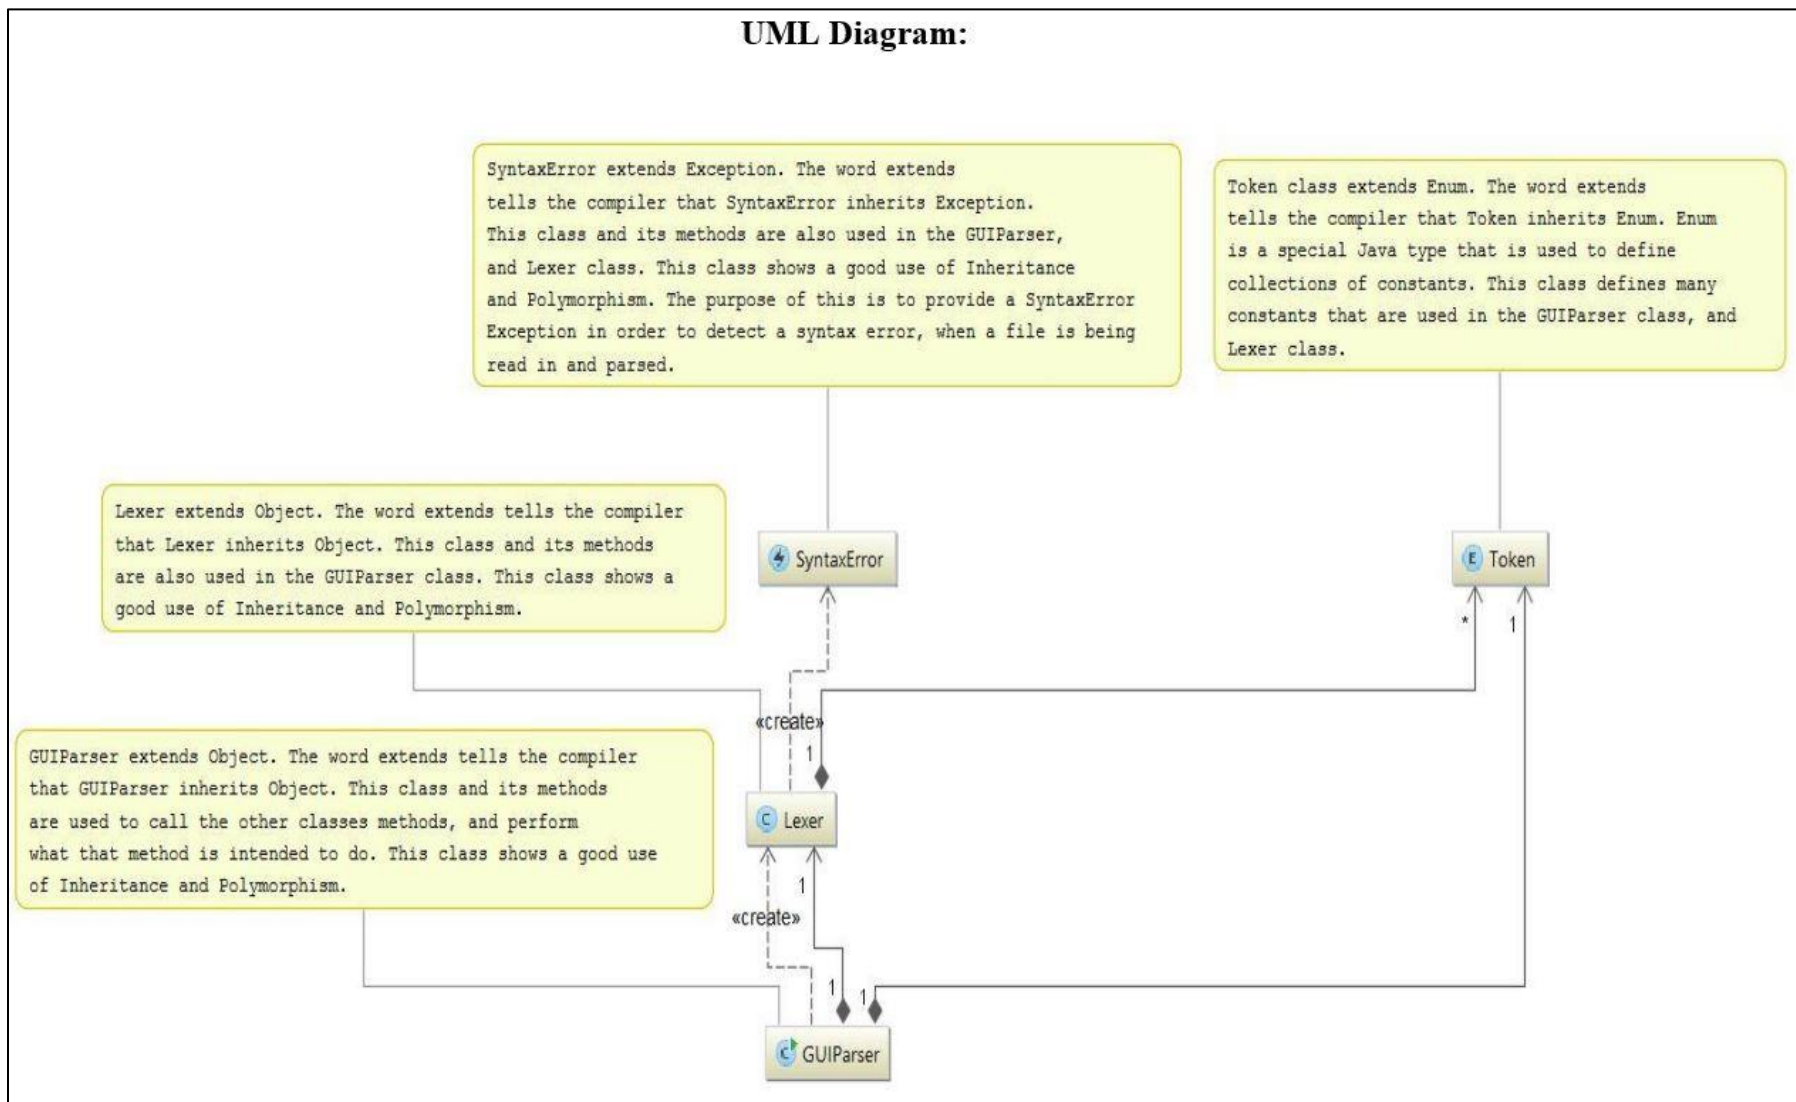 UML Diagram:
SyntaxError extends Exception. The word extends
tells the compiler that SyntaxError inherits Exception.
This class and its methods are also used in the GUIParser,
and Lexer class. This class shows a good use of Inheritance
and Polymorphism. The purpose of this is to provide a SyntaxError
Exception in order to detect a syntax error, when a file is being
read in and parsed.
Token class extends Enum. The word extends
tells the compiler that Token inherits Enum. Enum
is a special Java type that is used to define
collections of constants. This class defines many
constants that are used in the GUIParser class, and
Lexer class.
Lexer extends Object. The word extends tells the compiler
that Lexer inherits Object. This class and its methods
are also used in the GUIParser class. This class shows a
good use of Inheritance and Polymorphism.
SyntaxError
E Token
* 1
«create»
1
GUIParser extends Object. The word extends tells the compiler
that GUIParser inherits Object. This class and its methods
are used to call the other classes methods, and perform
what that method is intended to do. This class shows a good use
of Inheritance and Polymorphism.
C Lexer
1
«create»
1 1
C GUIParser